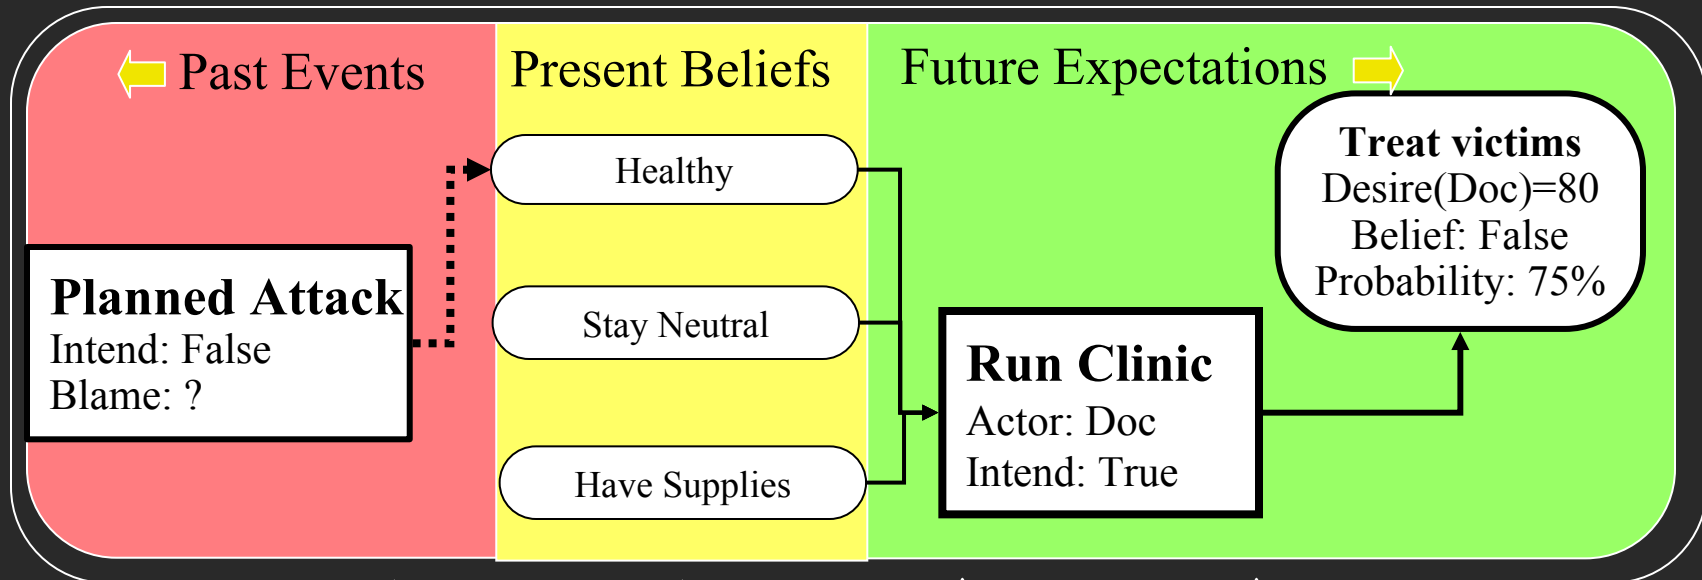 Past Events
Present Beliefs
Future Expectations
Planned Attack
Intend: False
Blame: ?
Healthy
Stay Neutral
Have Supplies
Run Clinic
Actor: Doc
Intend: True
Treat victims
Desire(Doc)=80
Belief: False
Probability: 75%